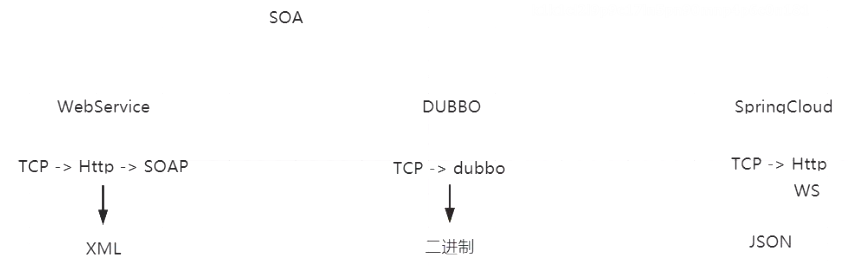 SOA
WebService DUBBO SpringCloud
TCP -> Http -> SOAP TCP -> dubbo TCP -> Http
WS
XML 二进制 JSON